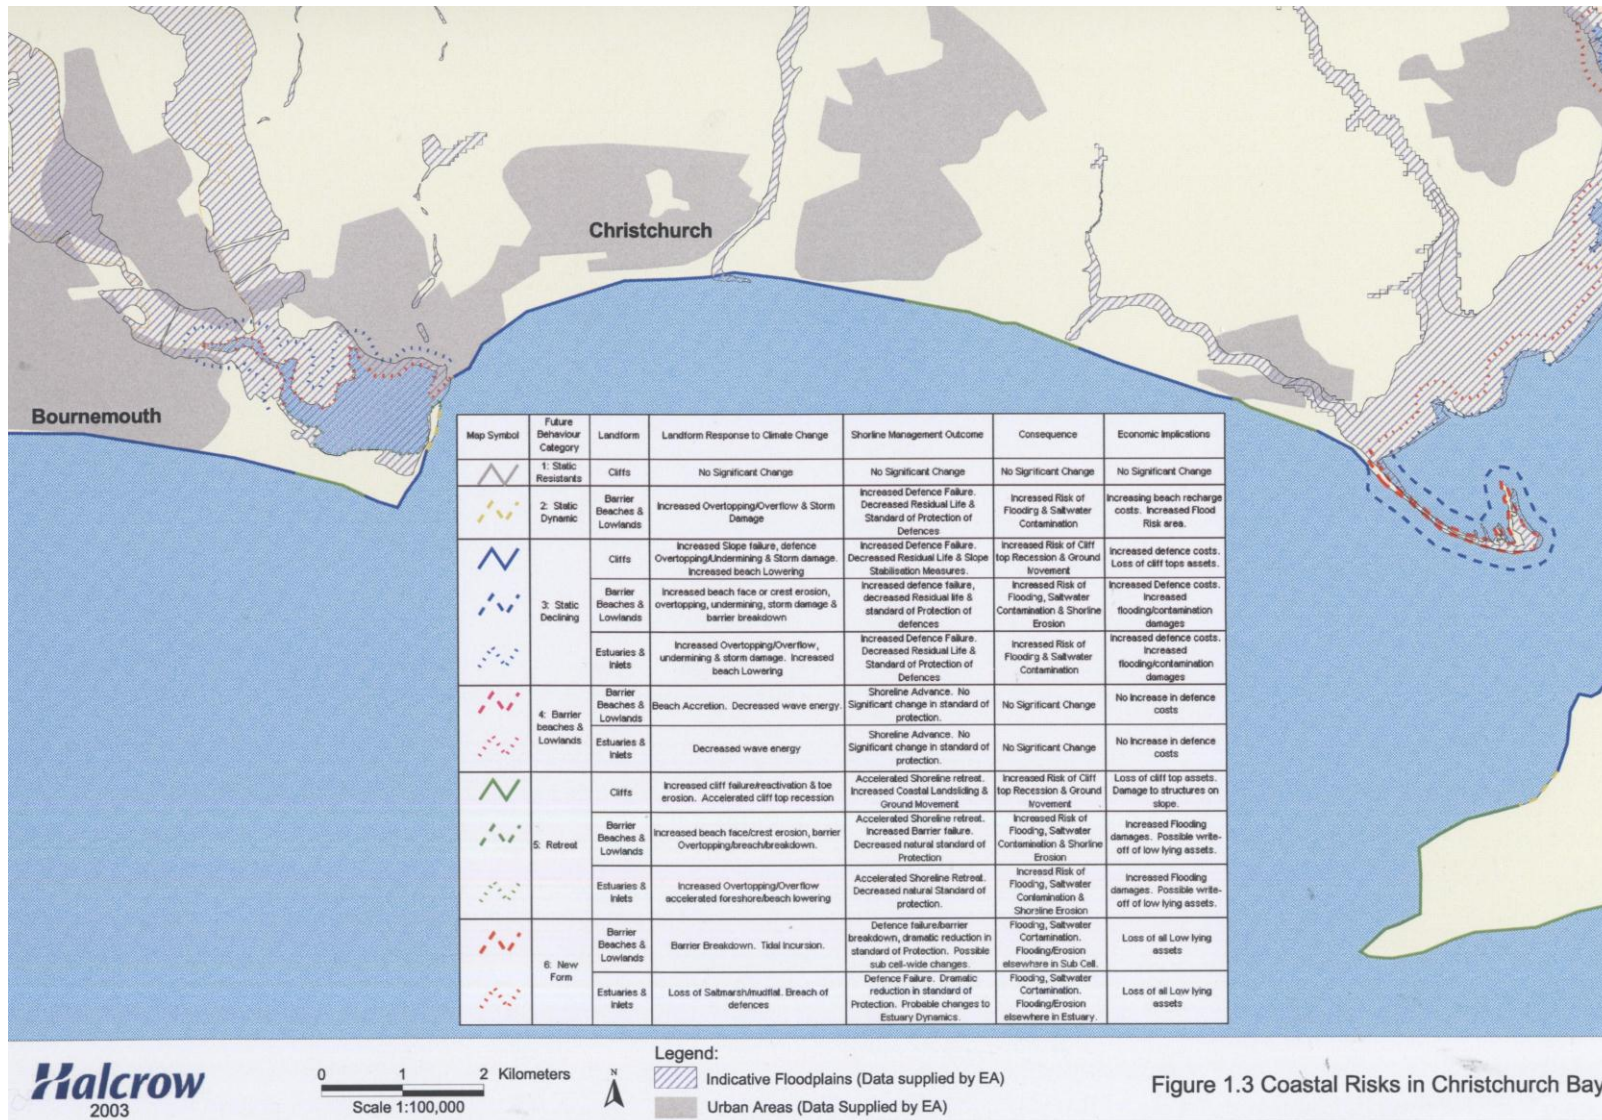 Christchurch
Bournemouth
Map Symbol
Future
Behaviour
Category
Landform
Landform Response to Climate Change
Shorline Management Outcome
Consequence
Economic Implications
1: Static
Resistants
Cliffs
No Significant Change
No Significant Change
No Significant Change
No Significant Change
2: Static
Dynamic
Barrier
Beaches &
Lowlands
Increased Overtopping/Overflow & Storm
Damage
Increased Defence Failure.
Decreased Residual Life &
Standard of Protection of
Defences
Increased Risk of
Flooding & Saltwater
Contamination
Increasing beach recharge
costs. Increased Flood
Risk area.
3: Static
Declining
Cliffs
Increased Slope failure, defence
Overtopping/Undermining & Storm damage.
Increased beach Lowering
Increased Defence Failure.
Decreased Residual Life & Slope
Stabilisation Measures.
Increased Risk of Cliff
top Recession & Ground
Movement
Increased defence costs.
Loss of cliff tops assets.
Barrier
Beaches &
Lowlands
Increased beach face or crest erosion,
overtopping, undermining, storm damage &
barrier breakdown
Increased defence failure,
decreased Residual life &
standard of Protection of
defences
Increased Risk of
Flooding, Saltwater
Contamination & Shorline
Erosion
Increased Defence costs.
Increased
flooding/contamination
damages
Estuaries &
Inlets
Increased Overtopping/Overflow,
undermining & storm damage. Increased
beach Lowering
Increased Defence Failure.
Decreased Residual Life &
Standard of Protection of
Defences
Increased Risk of
Flooding & Saltwater
Contamination
Increased defence costs.
Increased
flooding/contamination
damages
4: Barrier
beaches &
Lowlands
Barrier
Beaches &
Lowlands
Beach Accretion. Decreased wave energy.
Shoreline Advance. No
Significant change in standard of
protection.
No Significant Change
No Increase in defence
costs
Estuaries &
Inlets
Decreased wave energy
Shoreline Advance. No
Significant change in standard of
protection.
No Significant Change
No Increase in defence
costs
5: Retreat
Cliffs
Increased cliff failure/reactivation & toe
erosion. Accelerated cliff top recession
Accelerated Shoreline retreat.
Increased Coastal Landsliding &
Ground Movement
Increased Risk of Cliff
top Recession & Ground
Movement
Loss of cliff top assets.
Damage to structures on
slope.
Barrier
Beaches &
Lowlands
Increased beach face/crest erosion, barrier
Overtopping/breach/breakdown.
Accelerated Shoreline retreat.
Increased Barrier failure.
Decreased natural standard of
Protection
Increased Risk of
Flooding, Saltwater
Contamination & Shorline
Erosion
Increased Flooding
damages. Possible write-
off of low lying assets.
Estuaries &
Inlets
Increased Overtopping/Overflow
accelerated foreshore/beach lowering
Accelerated Shoreline Retreat.
Decreased natural Standard of
protection.
Increasd Risk of
Flooding, Saltwater
Contamination &
Shoreline Erosion
Increased Flooding
damages. Possible write-
off of low lying assets.
6: New
Form
Barrier
Beaches &
Lowlands
Barrier Breakdown. Tidal Incursion.
Defence failure/barrier
breakdown, dramatic reduction in
standard of Protection. Possible
sub cell-wide changes.
Flooding, Saltwater
Contamination.
Flooding/Erosion
elsewhere in Sub Cell.
Loss of all Low lying
assets
Estuaries &
Inlets
Loss of Saltmarsh/mudflat. Breach of
defences
Defence Failure. Dramatic
reduction in standard of
Protection. Probable changes to
Estuary Dynamics.
Flooding, Saltwater
Contamination.
Flooding/Erosion
elsewhere in Estuary.
Loss of all Low lying
assets
Halcrow
2003
0 1 2 Kilometers
Scale 1:100,000
N
Legend:
Indicative Floodplains (Data supplied by EA)
Urban Areas (Data Supplied by EA)
Figure 1.3 Coastal Risks in Christchurch Bay